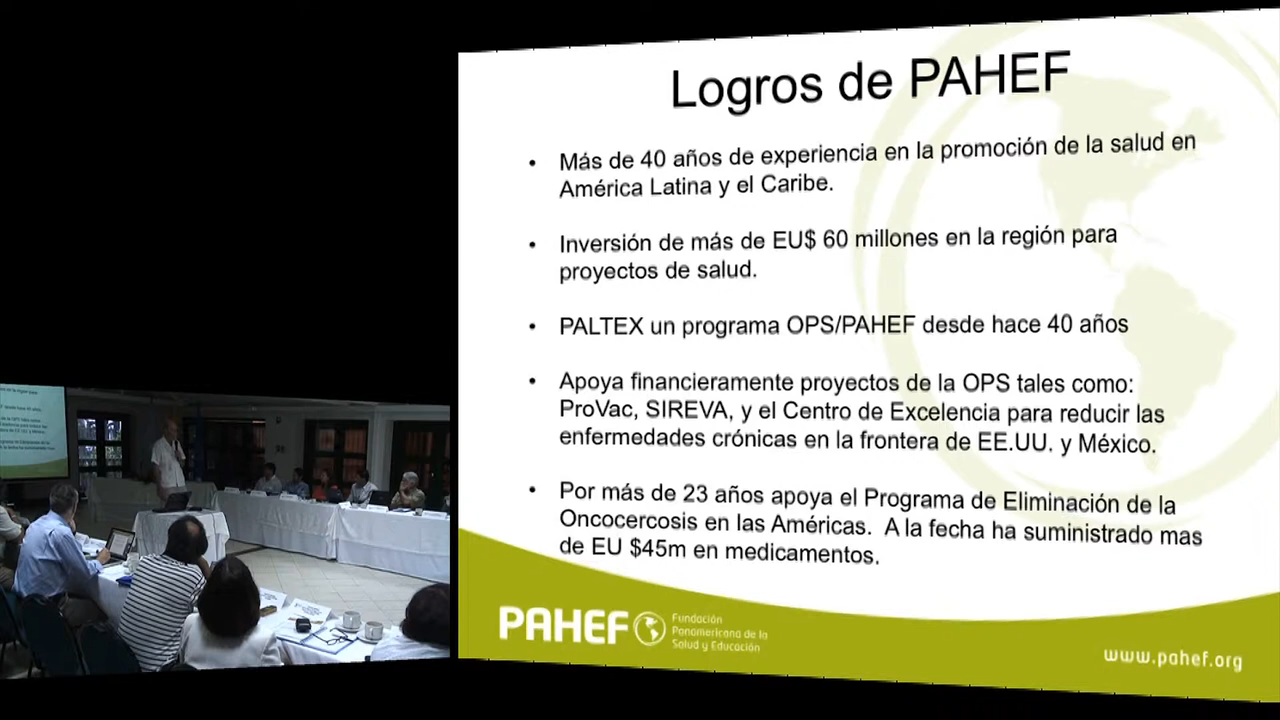 Logros de PAHEF
• Más de 40 años de experiencia en la promoción de la salud en
América Latina y el Caribe.
• Inversión de más de EU$ 60 millones en la región para
proyectos de salud.
• PALTEX un programa OPS/PAHEF desde hace 40 años
• Apoya financieramente proyectos de la OPS tales como:
ProVac, SIREVA, y el Centro de Excelencia para reducir las
enfermedades crónicas en la frontera de EE.UU. y México.
• Por más de 23 años apoya el Programa de Eliminación de la
Oncocercosis en las Américas. A la fecha ha suministrado mas
de EU $45m en medicamentos.
PAHEF
Fundación
Panamericana de la
Salud y Educación
www.pahef.org